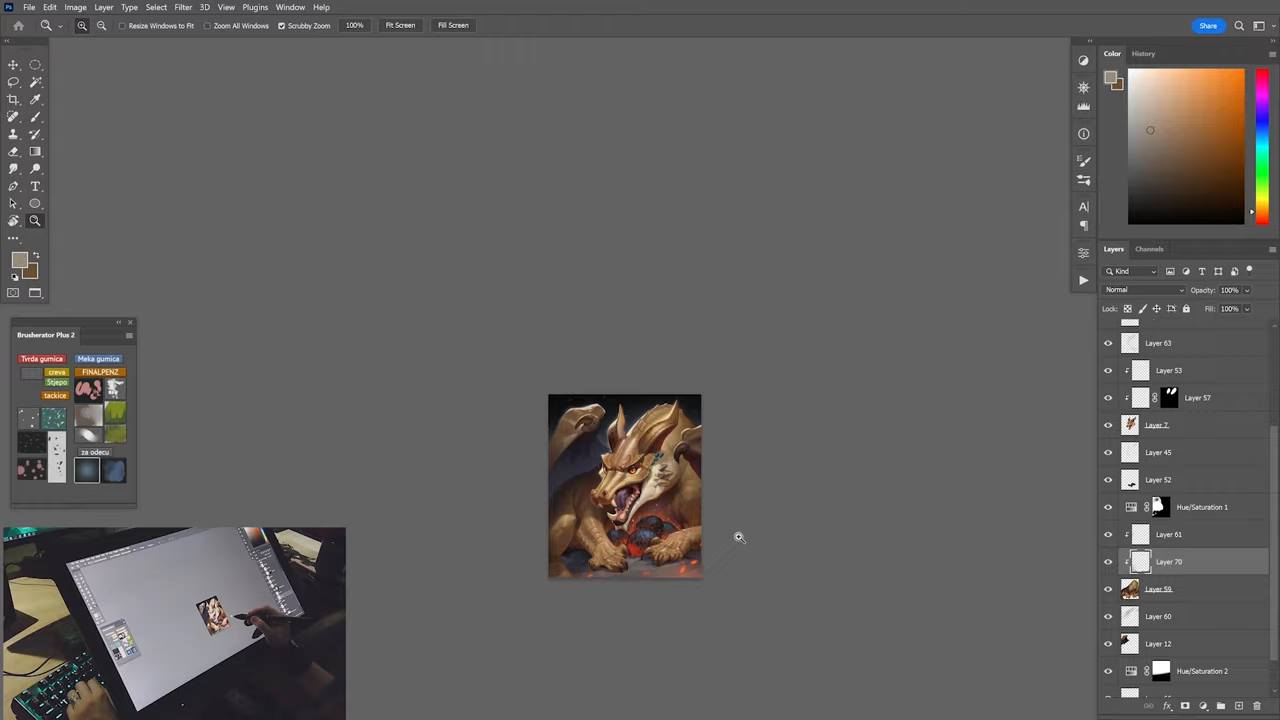 Ps File Edit Image Layer Type Select Filter 3D View Plugins Window Help
Resize Windows to Fit Zoom All Windows Scrubby Zoom 100% Fit Screen Fill Screen Share
Color History
Brusherator Plus 2
Tvrda gumica Meka gumica
creva FINALPENZ
Stjepo
tackice
za odecu
Layers Channels
Kind
Normal Opacity: 100%
Lock: Fill: 100%
Layer 63
Layer 53
Layer 57
Layer 7
Layer 45
Layer 52
Hue/Saturation 1
Layer 61
Layer 70
Layer 59
Layer 60
Layer 12
Hue/Saturation 2